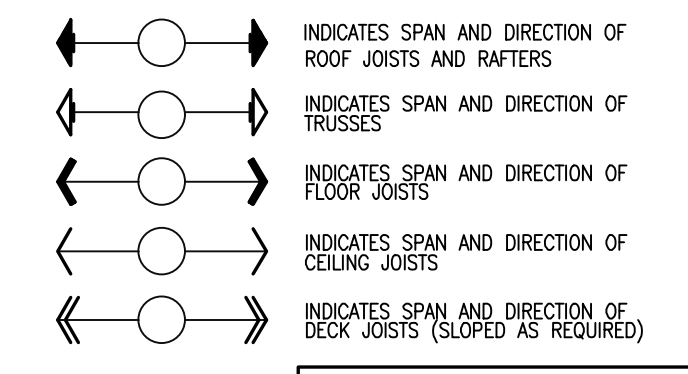 INDICATES SPAN AND DIRECTION OF
ROOF JOISTS AND RAFTERS
INDICATES SPAN AND DIRECTION OF
TRUSSES
INDICATES SPAN AND DIRECTION OF
FLOOR JOISTS
INDICATES SPAN AND DIRECTION OF
CEILING JOISTS
INDICATES SPAN AND DIRECTION OF
DECK JOISTS (SLOPED AS REQUIRED)